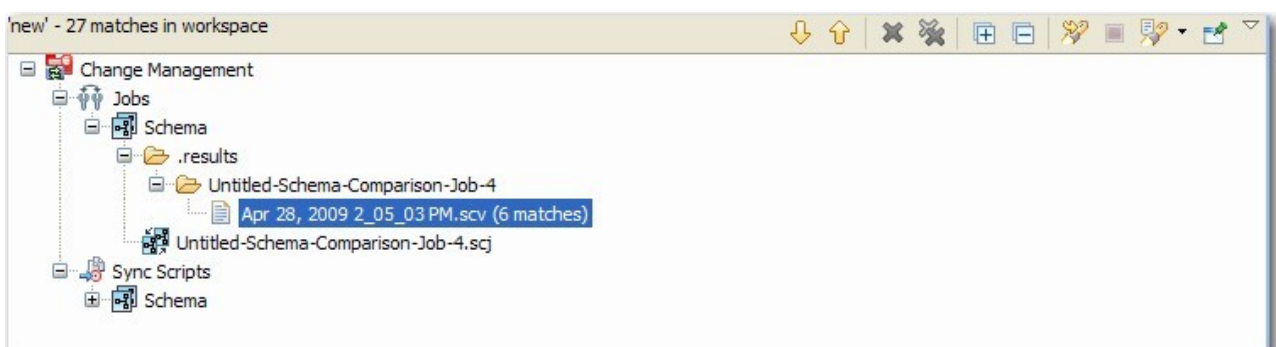 'new' - 27 matches in workspace
Change Management
Jobs
Schema
.results
Untitled-Schema-Comparison-Job-4
Apr 28, 2009 2_05_03 PM.scv (6 matches)
Untitled-Schema-Comparison-Job-4.scj
Sync Scripts
Schema